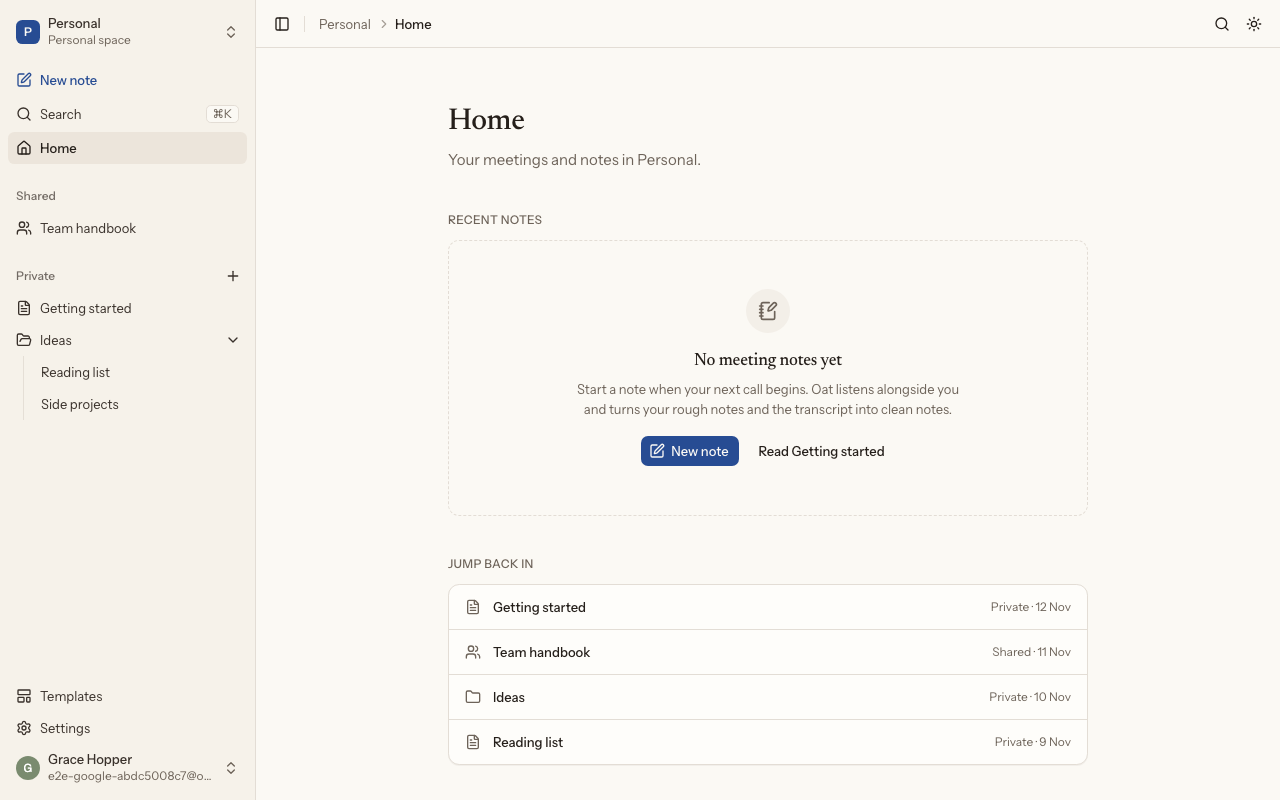 P
Personal
Personal space
New note
Search
⌘K
Home
Shared
Team handbook
Private
Getting started
Ideas
Reading list
Side projects
Templates
Settings
G
Grace Hopper
e2e-google-abdc5008c7@o...
Personal
Home
Home
Your meetings and notes in Personal.
RECENT NOTES
No meeting notes yet
Start a note when your next call begins. Oat listens alongside you
and turns your rough notes and the transcript into clean notes.
New note
Read Getting started
JUMP BACK IN
Getting started
Private · 12 Nov
Team handbook
Shared · 11 Nov
Ideas
Private · 10 Nov
Reading list
Private · 9 Nov